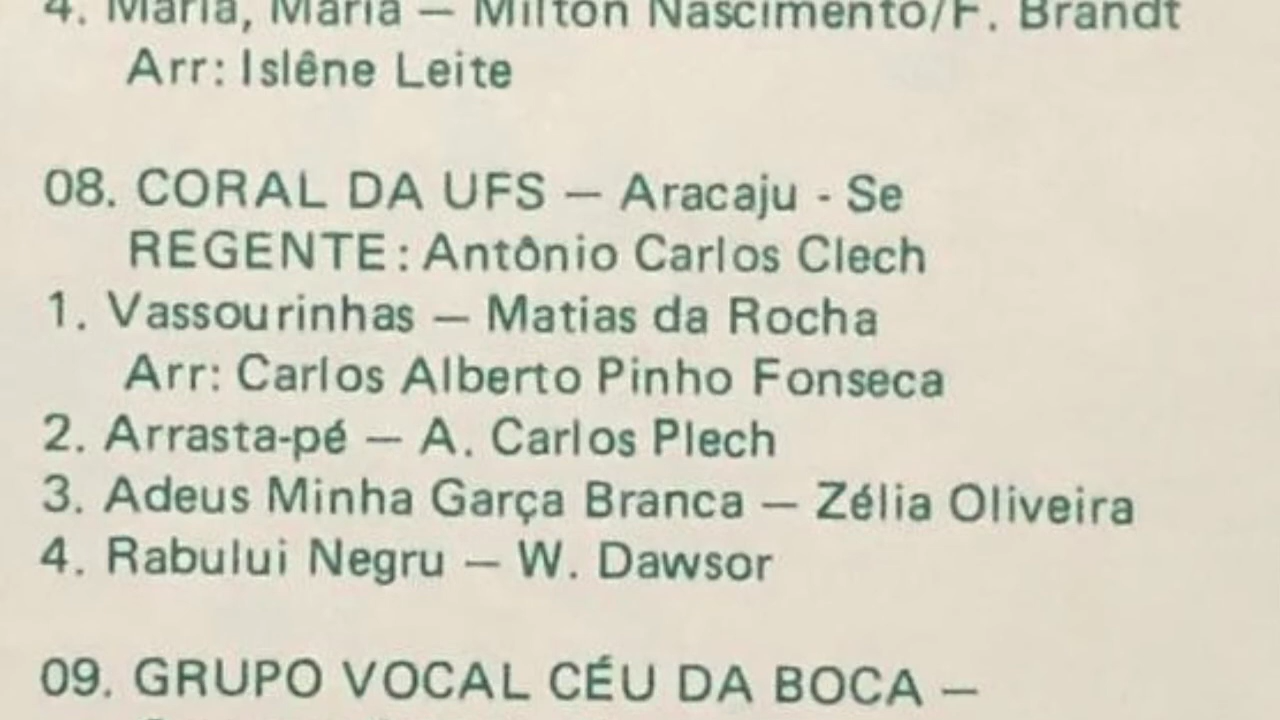 4. Maria, Maria — Milton Nascimento/F. Brandt
Arr: Islêne Leite
08. CORAL DA UFS — Aracaju - Se
REGENTE: Antônio Carlos Clech
1. Vassourinhas — Matias da Rocha
Arr: Carlos Alberto Pinho Fonseca
2. Arrasta-pé — A. Carlos Plech
3. Adeus Minha Garça Branca — Zélia Oliveira
4. Rabului Negru — W. Dawsor
09. GRUPO VOCAL CÉU DA BOCA —